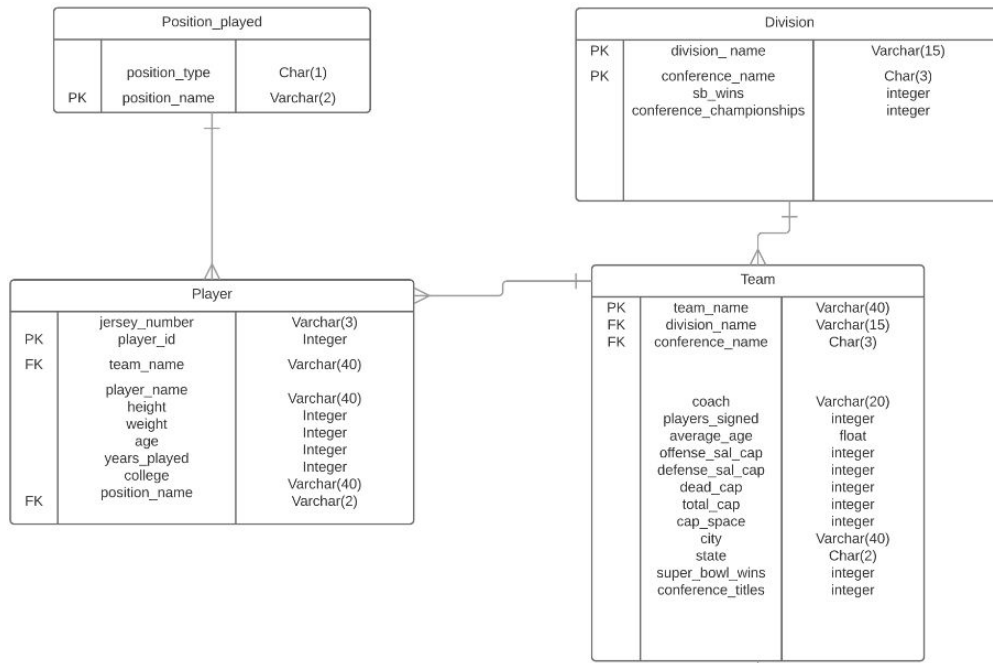 Position_played
position_type Char(1)
PK position_name Varchar(2)
Division
PK division_ name Varchar(15)
PK conference_name Char(3)
sb_wins integer
conference_championships integer
Player
jersey_number Varchar(3)
PK player_id Integer
FK team_name Varchar(40)
player_name Varchar(40)
height Integer
weight Integer
age Integer
years_played Integer
college Varchar(40)
FK position_name Varchar(2)
Team
PK team_name Varchar(40)
FK division_name Varchar(15)
FK conference_name Char(3)
coach Varchar(20)
players_signed integer
average_age float
offense_sal_cap integer
defense_sal_cap integer
dead_cap integer
total_cap integer
cap_space integer
city Varchar(40)
state Char(2)
super_bowl_wins integer
conference_titles integer